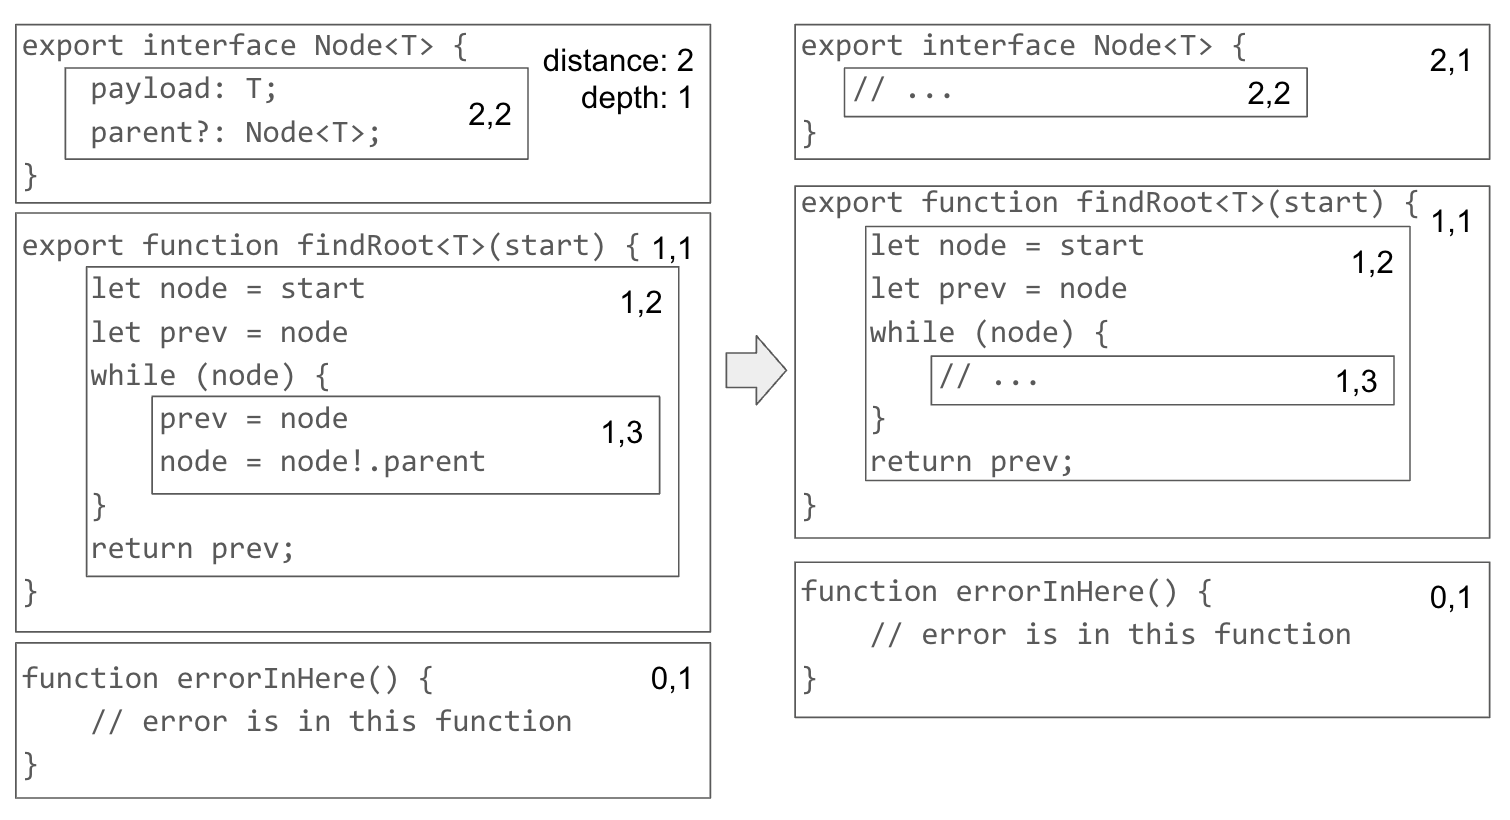 export interface Node<T> {
distance: 2
depth: 1
payload: T;
2,2
parent?: Node<T>;
}
export function findRoot<T>(start) { 1,1
let node = start
1,2
let prev = node
while (node) {
prev = node
1,3
node = node!.parent
}
return prev;
}
function errorInHere() { 0,1
// error is in this function
}
export interface Node<T> {
2,1
// ... 2,2
}
export function findRoot<T>(start) {
1,1
let node = start
1,2
let prev = node
while (node) {
// ... 1,3
}
return prev;
}
function errorInHere() { 0,1
// error is in this function
}